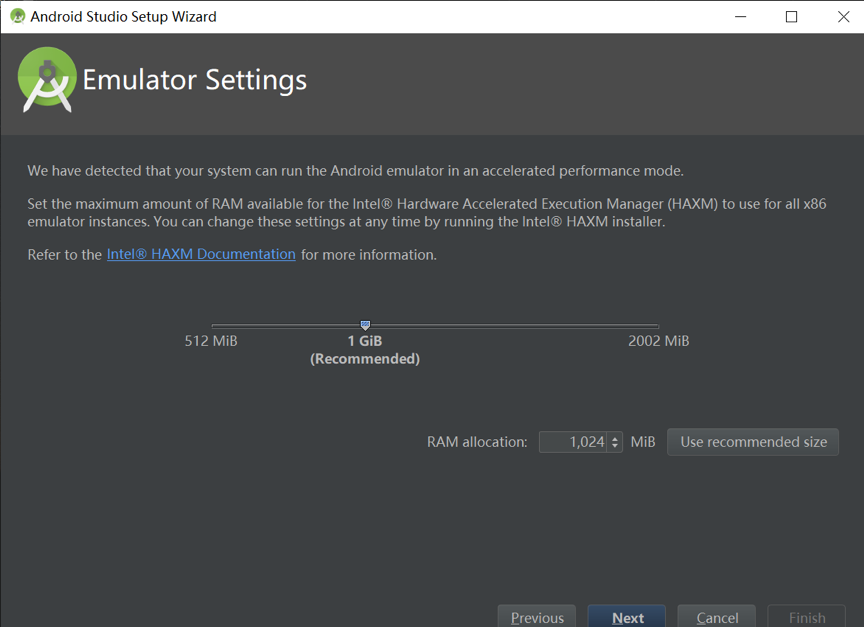 Android Studio Setup Wizard
Emulator Settings
We have detected that your system can run the Android emulator in an accelerated performance mode.
Set the maximum amount of RAM available for the Intel® Hardware Accelerated Execution Manager (HAXM) to use for all x86
emulator instances. You can change these settings at any time by running the Intel® HAXM installer.
Refer to the Intel® HAXM Documentation for more information.
512 MiB 1 GiB 2002 MiB
(Recommended)
RAM allocation: 1,024 MiB Use recommended size
Previous Next Cancel Finish